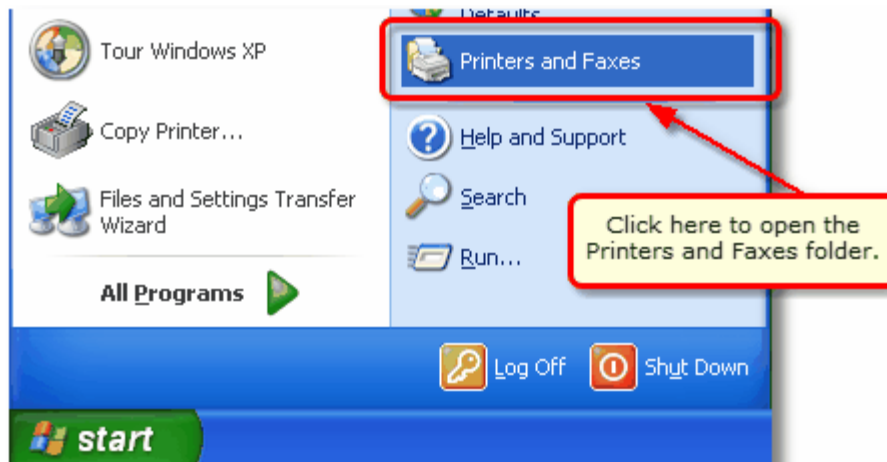 Tour Windows XP
Copy Printer...
Files and Settings Transfer
Wizard
All Programs
Defaults
Printers and Faxes
Help and Support
Search
Run...
Click here to open the
Printers and Faxes folder.
Log Off
Shut Down
start